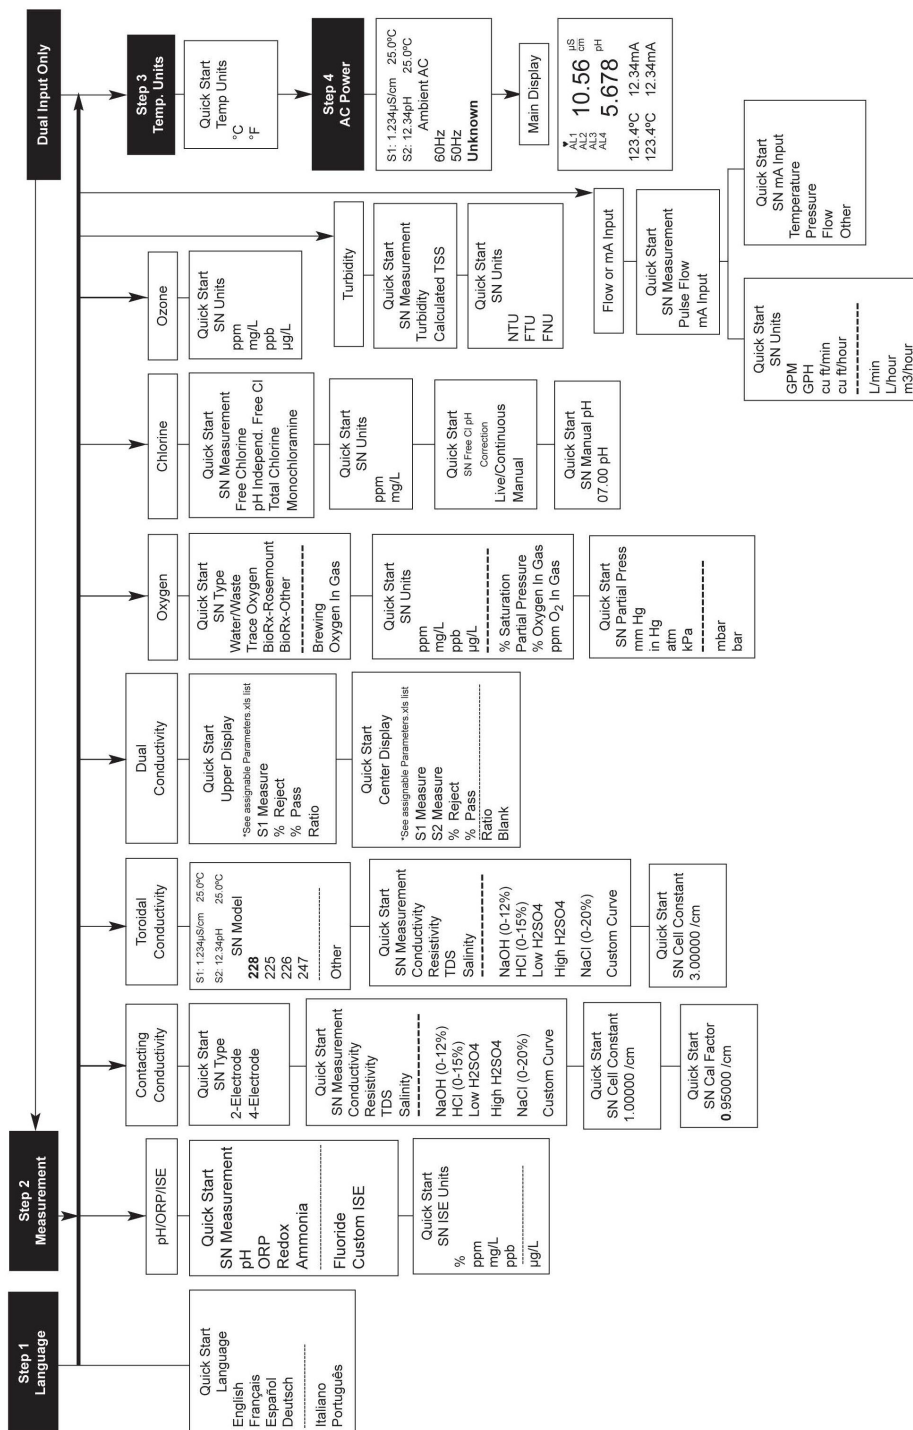 Step 1
Language
Quick Start
Language
English
Français
Español
Deutsch
Italiano
Português
Step 2
Measurement
pH/ORP/ISE
Quick Start
SN Measurement
pH
ORP
Redox
Ammonia
Fluoride
Custom ISE
Quick Start
SN ISE Units
%
ppm
mg/L
ppb
µg/L
Contacting
Conductivity
Quick Start
SN Type
2-Electrode
4-Electrode
Quick Start
SN Measurement
Conductivity
Resistivity
TDS
Salinity
NaOH (0-12%)
HCl (0-15%)
Low H2SO4
High H2SO4
NaCl (0-20%)
Custom Curve
Quick Start
SN Cell Constant
1.00000 /cm
Quick Start
SN Cal Factor
0.95000 /cm
Toroidal
Conductivity
S1: 1.234µS/cm 25.0ºC
S2: 12.34pH 25.0ºC
SN Model
228
225
226
247
Other
Quick Start
SN Measurement
Conductivity
Resistivity
TDS
Salinity
NaOH (0-12%)
HCl (0-15%)
Low H2SO4
High H2SO4
NaCl (0-20%)
Custom Curve
Quick Start
SN Cell Constant
3.00000 /cm
Dual
Conductivity
Quick Start
Upper Display
*See assignable Parameters.xls list
S1 Measure
% Reject
% Pass
Ratio
Quick Start
Center Display
*See assignable Parameters.xls list
S1 Measure
S2 Measure
% Reject
% Pass
Ratio
Blank
Oxygen
Quick Start
SN Type
Water/Waste
Trace Oxygen
BioRx-Rosemount
BioRx-Other
Brewing
Oxygen In Gas
Quick Start
SN Units
ppm
mg/L
ppb
µg/L
% Saturation
Partial Pressure
% Oxygen In Gas
ppm O2 In Gas
Quick Start
SN Partial Press
mm Hg
in Hg
atm
kPa
mbar
bar
Chlorine
Quick Start
SN Measurement
Free Chlorine
pH Independ. Free Cl
Total Chlorine
Monochloramine
Quick Start
SN Units
ppm
mg/L
Quick Start
SN Free Cl pH
Correction
Live/Continuous
Manual
Quick Start
SN Manual pH
07.00 pH
Ozone
Quick Start
SN Units
ppm
mg/L
ppb
µg/L
Turbidity
Quick Start
SN Measurement
Turbidity
Calculated TSS
Quick Start
SN Units
NTU
FTU
FNU
Flow or mA Input
Quick Start
SN Measurement
Pulse Flow
mA Input
Quick Start
SN Units
GPM
GPH
cu ft/min
cu ft/hour
L/min
L/hour
m3/hour
Quick Start
SN mA Input
Temperature
Pressure
Flow
Other
Dual Input Only
Step 3
Temp. Units
Quick Start
Temp Units
°C
°F
Step 4
AC Power
S1: 1.234µS/cm 25.0ºC
S2: 12.34pH 25.0ºC
Ambient AC
60Hz
50Hz
Unknown
Main Display
AL1
AL2
AL3
AL4
10.56 µS
cm
5.678 pH
123.4ºC 12.34mA
123.4ºC 12.34mA